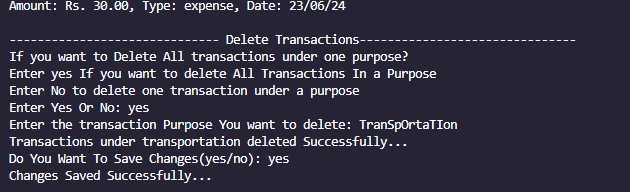 Amount: Rs. 30.00, Type: expense, Date: 23/06/24
------------------------------ Delete Transactions-------------------------------
If you want to Delete All transactions under one purpose?
Enter yes If you want to delete All Transactions In a Purpose
Enter No to delete one transaction under a purpose
Enter Yes Or No: yes
Enter the transaction Purpose You want to delete: TranSpOrtaTIon
Transactions under transportation deleted Successfully...
Do You Want To Save Changes(yes/no): yes
Changes Saved Successfully...